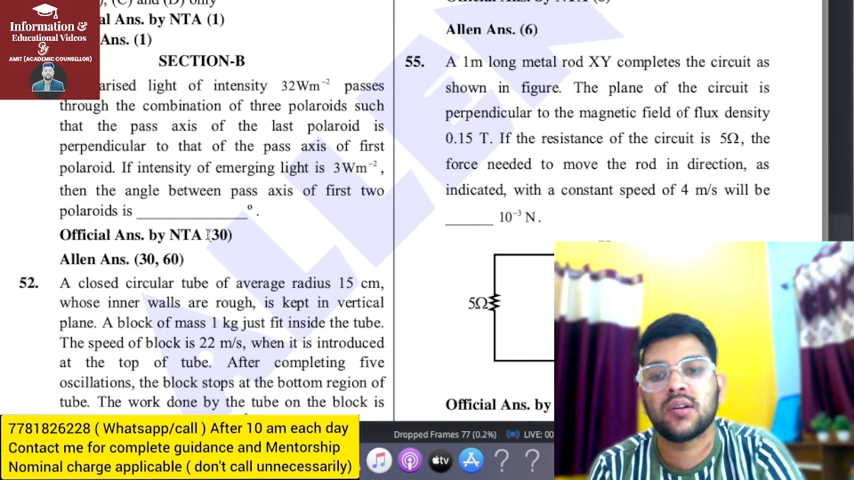 Information &
Educational Videos
By
AMIT (ACADEMIC COUNSELLOR)
(C) and (D) only
al Ans. by NTA (1)
Ans. (1)
SECTION-B
arised light of intensity 32Wm⁻² passes
through the combination of three polaroids such
that the pass axis of the last polaroid is
perpendicular to that of the pass axis of first
polaroid. If intensity of emerging light is 3Wm⁻²,
then the angle between pass axis of first two
polaroids is ____________°.
Official Ans. by NTA (30)
Allen Ans. (30, 60)
52. A closed circular tube of average radius 15 cm,
whose inner walls are rough, is kept in vertical
plane. A block of mass 1 kg just fit inside the tube.
The speed of block is 22 m/s, when it is introduced
at the top of tube. After completing five
oscillations, the block stops at the bottom region of
tube. The work done by the tube on the block is
Allen Ans. (6)
55. A 1m long metal rod XY completes the circuit as
shown in figure. The plane of the circuit is
perpendicular to the magnetic field of flux density
0.15 T. If the resistance of the circuit is 5Ω, the
force needed to move the rod in direction, as
indicated, with a constant speed of 4 m/s will be
______ 10⁻³ N.
5Ω
Official Ans. by
ALLEN
7781826228 ( Whatsapp/call ) After 10 am each day
Contact me for complete guidance and Mentorship
Nominal charge applicable ( don't call unnecessarily)
Dropped Frames 77 (0.2%)
LIVE: 00
tv